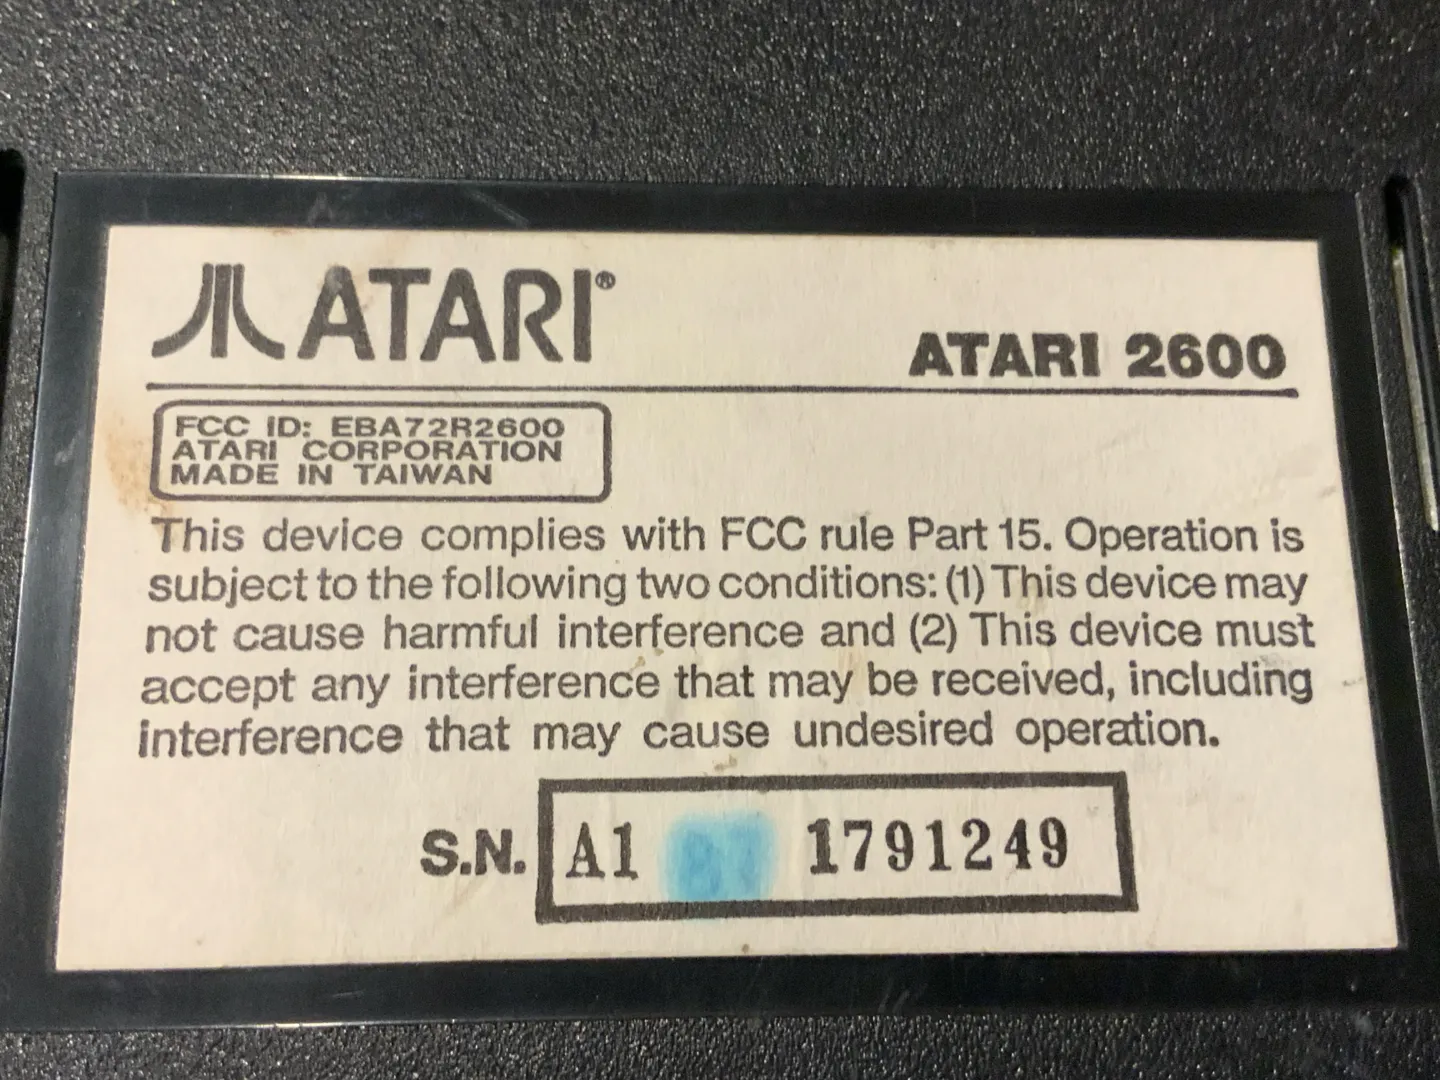 ATARI®
ATARI 2600
FCC ID: EBA72R2600
ATARI CORPORATION
MADE IN TAIWAN
This device complies with FCC rule Part 15. Operation is
subject to the following two conditions: (1) This device may
not cause harmful interference and (2) This device must
accept any interference that may be received, including
interference that may cause undesired operation.
S.N. A1 1791249